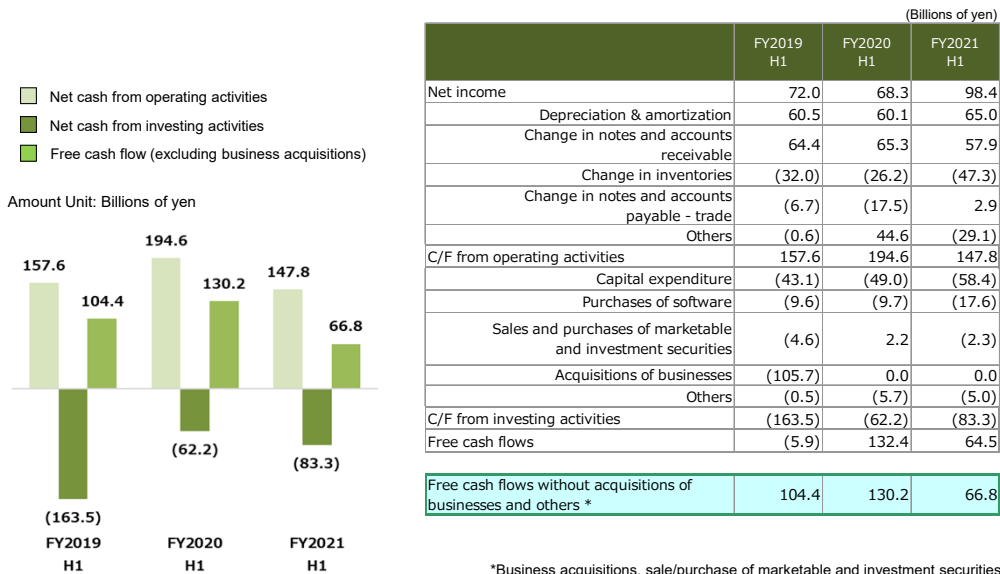 (Billions of yen)
Net cash from operating activities
Net cash from investing activities
Free cash flow (excluding business acquisitions)
Amount Unit: Billions of yen
157.6
104.4
(163.5)
194.6
130.2
(62.2)
147.8
66.8
(83.3)
FY2019
H1
FY2020
H1
FY2021
H1
FY2019 FY2020 FY2021
H1 H1 H1
Net income 72.0 68.3 98.4
Depreciation & amortization 60.5 60.1 65.0
Change in notes and accounts
receivable 64.4 65.3 57.9
Change in inventories (32.0) (26.2) (47.3)
Change in notes and accounts
payable - trade (6.7) (17.5) 2.9
Others (0.6) 44.6 (29.1)
C/F from operating activities 157.6 194.6 147.8
Capital expenditure (43.1) (49.0) (58.4)
Purchases of software (9.6) (9.7) (17.6)
Sales and purchases of marketable
and investment securities (4.6) 2.2 (2.3)
Acquisitions of businesses (105.7) 0.0 0.0
Others (0.5) (5.7) (5.0)
C/F from investing activities (163.5) (62.2) (83.3)
Free cash flows (5.9) 132.4 64.5
Free cash flows without acquisitions of
businesses and others * 104.4 130.2 66.8
*Business acquisitions, sale/purchase of marketable and investment securities